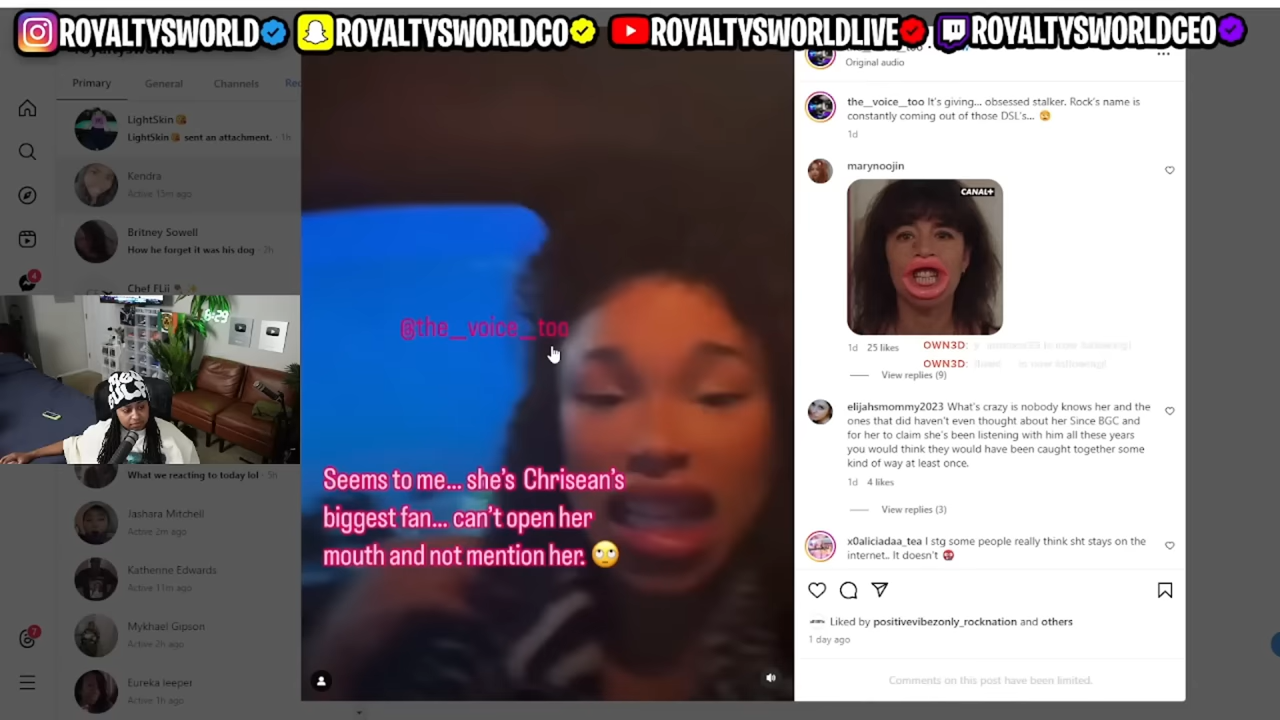 ROYALTYSWORLD
ROYALTYSWORLDCO
ROYALTYSWORLDLIVE
ROYALTYSWORLDCEO
Primary
General
Channels
LightSkin
LightSkin sent an attachment. · 1h
Kendra
Active 15m ago
Britney Sowell
How he forget it was his dog · 2h
4
What we reacting to today lol · 5h
Jashara Mitchell
Active 2m ago
Katherine Edwards
Active 11m ago
Mykhael Gipson
Active 2h ago
7
Eureka leeper
Active 1h ago
8:29
@the__voice__too
Seems to me... she's Chrisean's
biggest fan... can't open her
mouth and not mention her. 🙄
Original audio
the__voice__too It's giving... obsessed stalker. Rock's name is
constantly coming out of those DSL's...
1d
marynoojin
CANAL+
1d 25 likes
OWN3D:
OWN3D:
View replies (9)
elijahsmommy2023 What's crazy is nobody knows her and the
ones that did haven't even thought about her Since BGC and
for her to claim she's been listening with him all these years
you would think they would have been caught together some
kind of way at least once.
1d 4 likes
View replies (3)
x0aliciadaa_tea I stg some people really think sht stays on the
internet.. It doesn't
Liked by positivevibezonly_rocknation and others
1 day ago
Comments on this post have been limited.